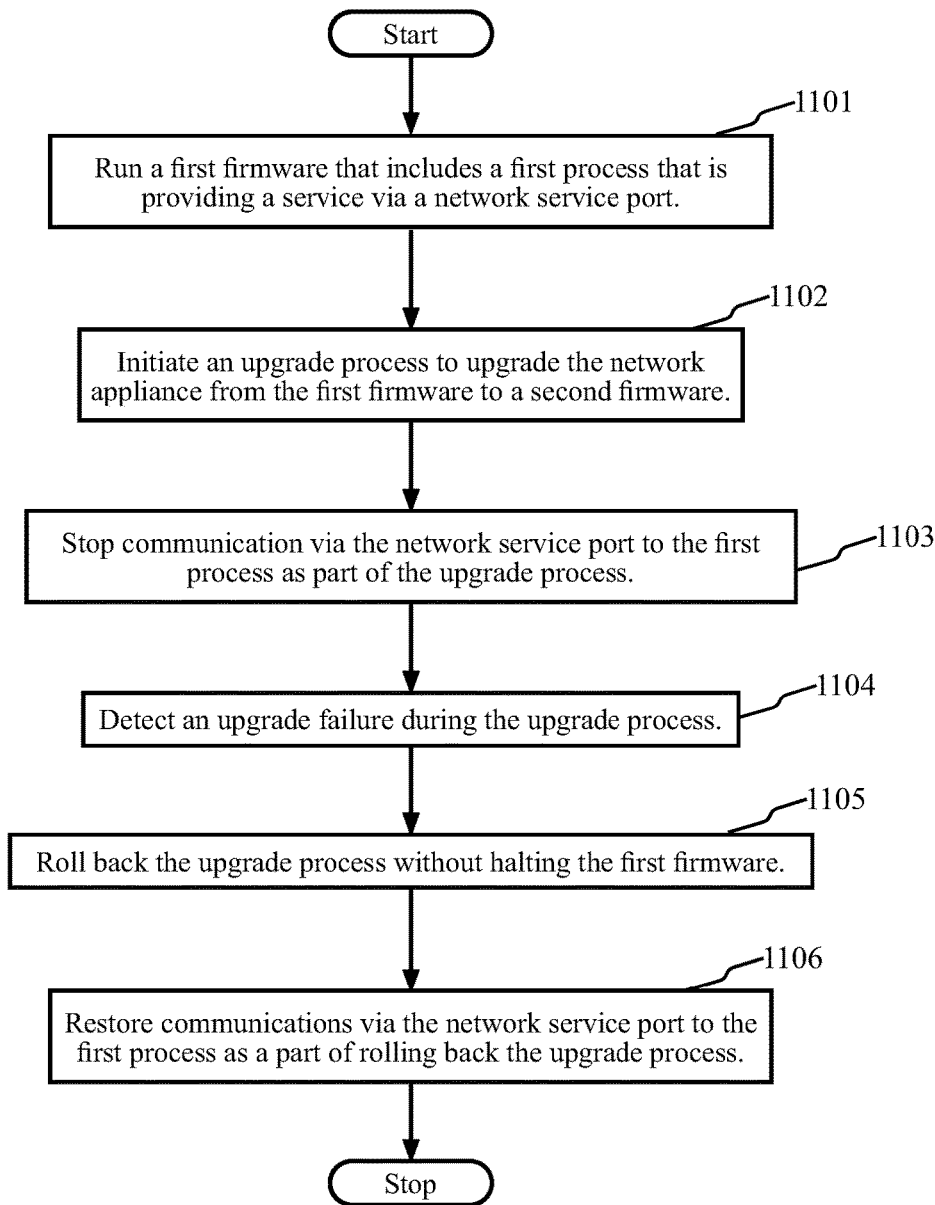 Start
1101
Run a first firmware that includes a first process that is
providing a service via a network service port.
1102
Initiate an upgrade process to upgrade the network
appliance from the first firmware to a second firmware.
1103
Stop communication via the network service port to the first
process as part of the upgrade process.
1104
Detect an upgrade failure during the upgrade process.
1105
Roll back the upgrade process without halting the first firmware.
1106
Restore communications via the network service port to the
first process as a part of rolling back the upgrade process.
Stop